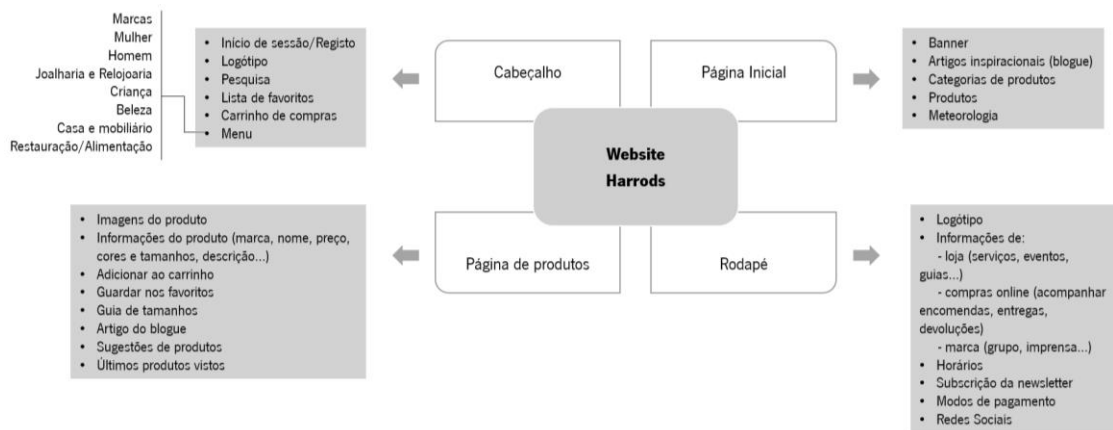 Marcas
Mulher
Homem
Joalharia e Relojoaria
Criança
Beleza
Casa e mobiliário
Restauração/Alimentação
• Início de sessão/Registo
• Logótipo
• Pesquisa
• Lista de favoritos
• Carrinho de compras
• Menu
Cabeçalho
Página Inicial
• Banner
• Artigos inspiracionais (blogue)
• Categorias de produtos
• Produtos
• Meteorologia
Website
Harrods
• Imagens do produto
• Informações do produto (marca, nome, preço,
cores e tamanhos, descrição...)
• Adicionar ao carrinho
• Guardar nos favoritos
• Guia de tamanhos
• Artigo do blogue
• Sugestões de produtos
• Últimos produtos vistos
Página de produtos
Rodapé
• Logótipo
• Informações de:
- loja (serviços, eventos,
guias...)
- compras online (acompanhar
encomendas, entregas,
devoluções)
- marca (grupo, imprensa...)
• Horários
• Subscrição da newsletter
• Modos de pagamento
• Redes Sociais